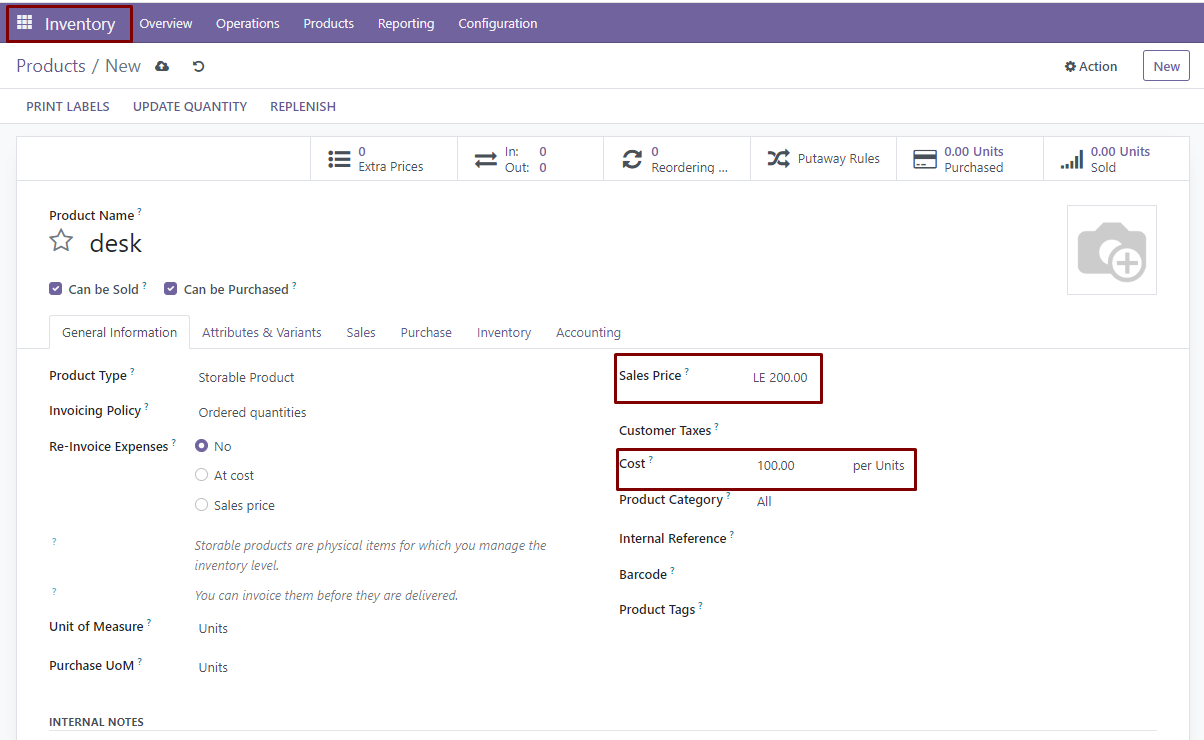 Inventory Overview Operations Products Reporting Configuration
Products / New Action New
PRINT LABELS UPDATE QUANTITY REPLENISH
0
Extra Prices
In: 0
Out: 0
0
Reordering ...
Putaway Rules
0.00 Units
Purchased
0.00 Units
Sold
Product Name ?
desk
Can be Sold ? Can be Purchased ?
General Information Attributes & Variants Sales Purchase Inventory Accounting
Product Type ? Storable Product
Invoicing Policy ? Ordered quantities
Re-Invoice Expenses ? No
At cost
Sales price
? Storable products are physical items for which you manage the
inventory level.
? You can invoice them before they are delivered.
Unit of Measure ? Units
Purchase UoM ? Units
Sales Price ? LE 200.00
Customer Taxes ?
Cost ? 100.00 per Units
Product Category ? All
Internal Reference ?
Barcode ?
Product Tags ?
INTERNAL NOTES